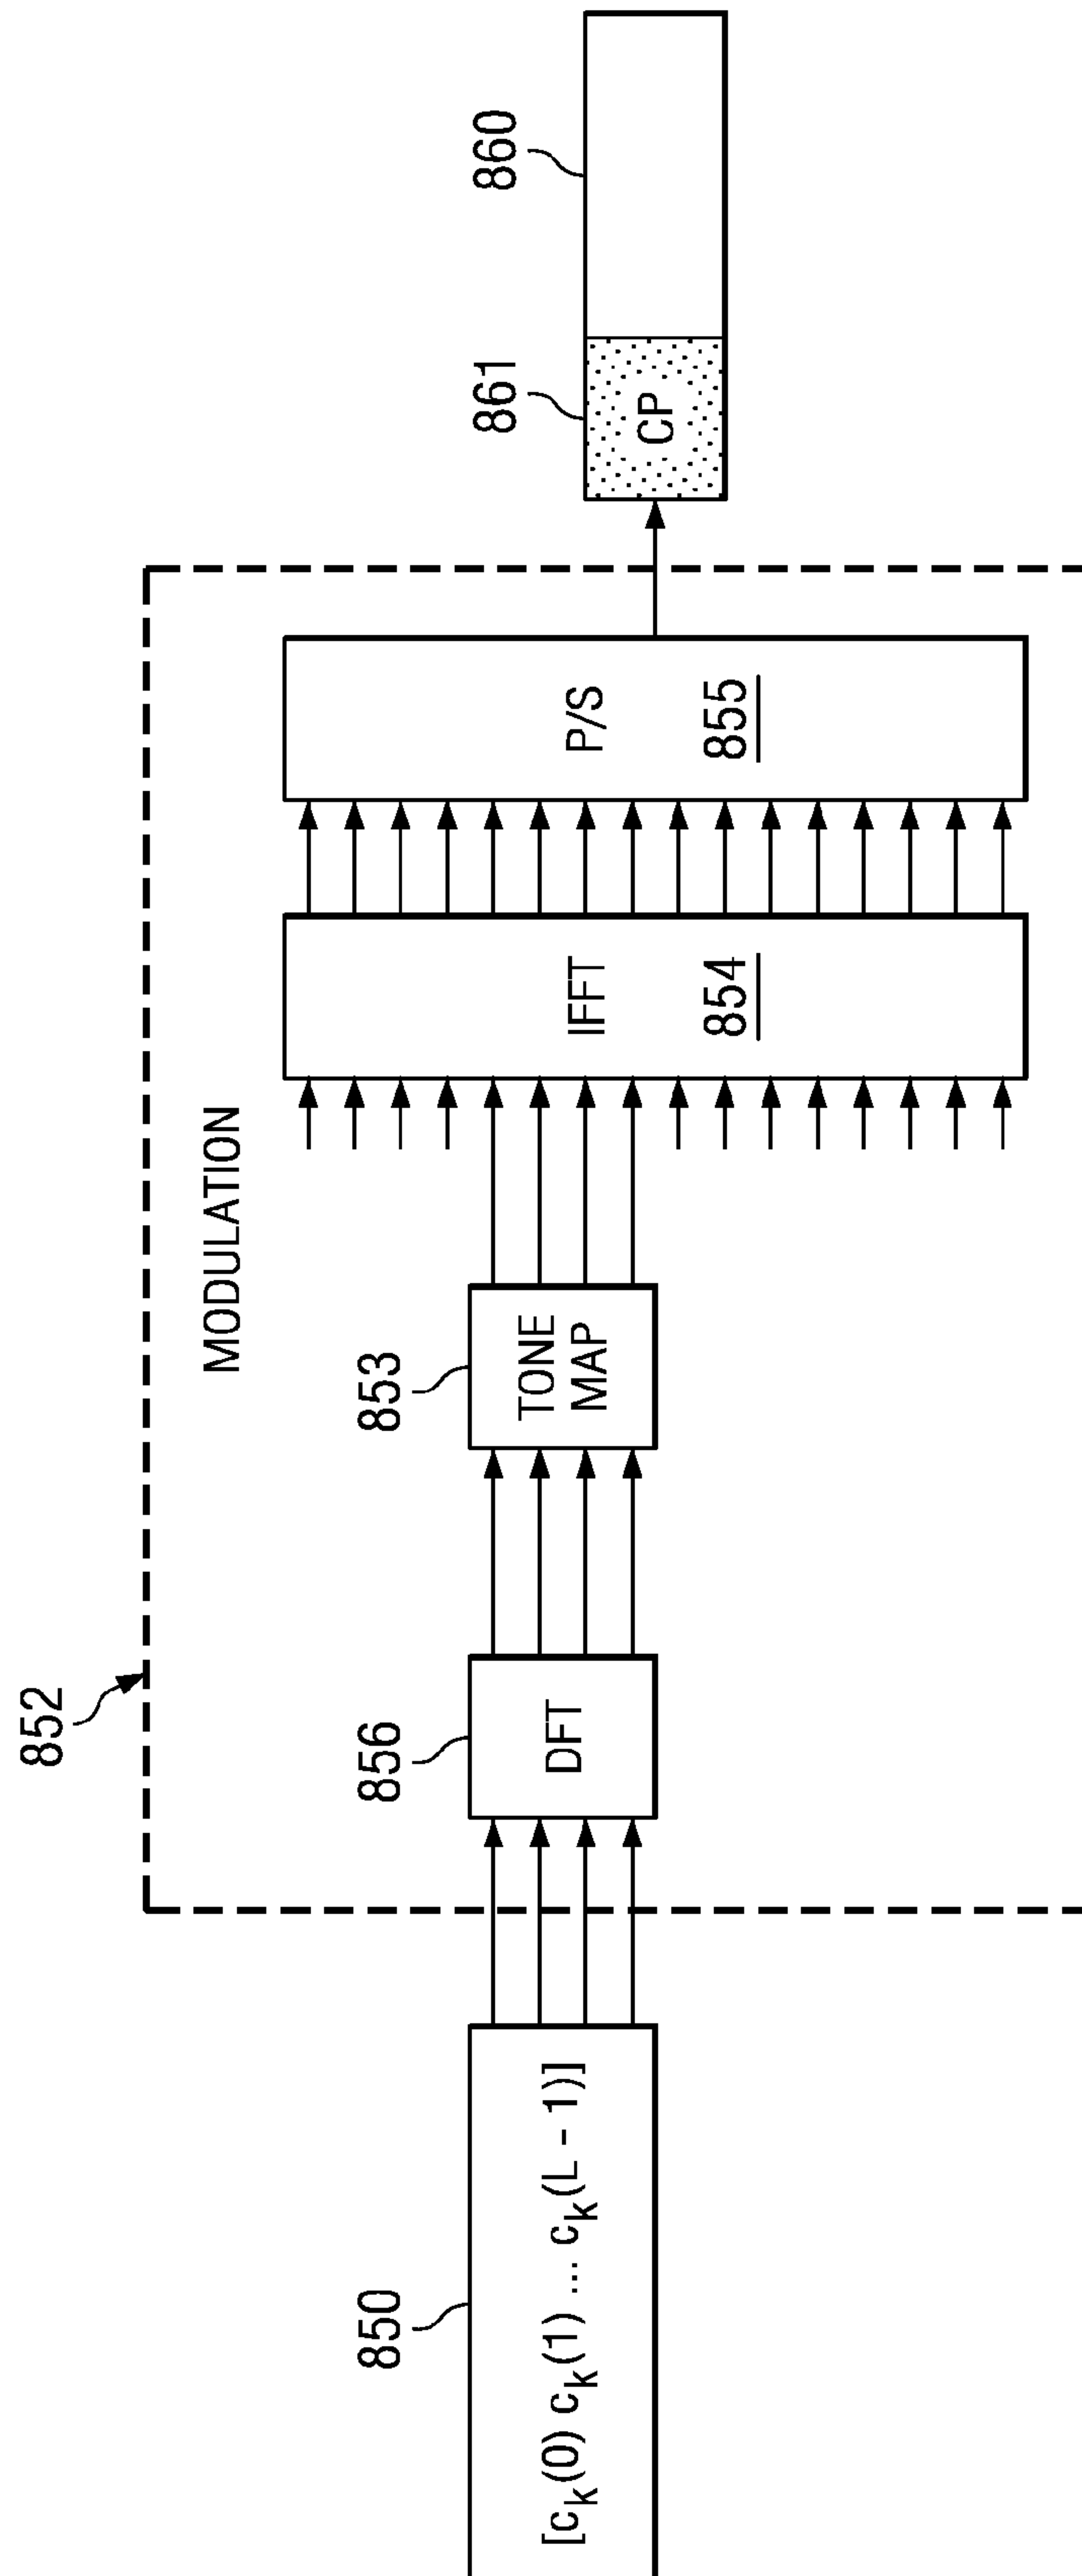 852
MODULATION
850
[c_k(0) c_k(1) ... c_k(L - 1)]
856
DFT
853
TONE
MAP
IFFT
854
P/S
855
861
CP
860